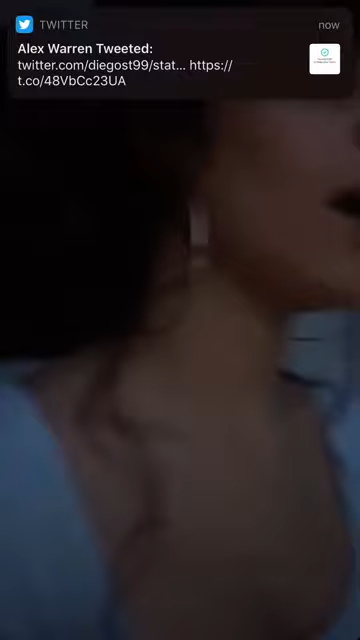 TWITTER
now
Alex Warren Tweeted:
twitter.com/diegost99/stat... https://
t.co/48VbCc23UA